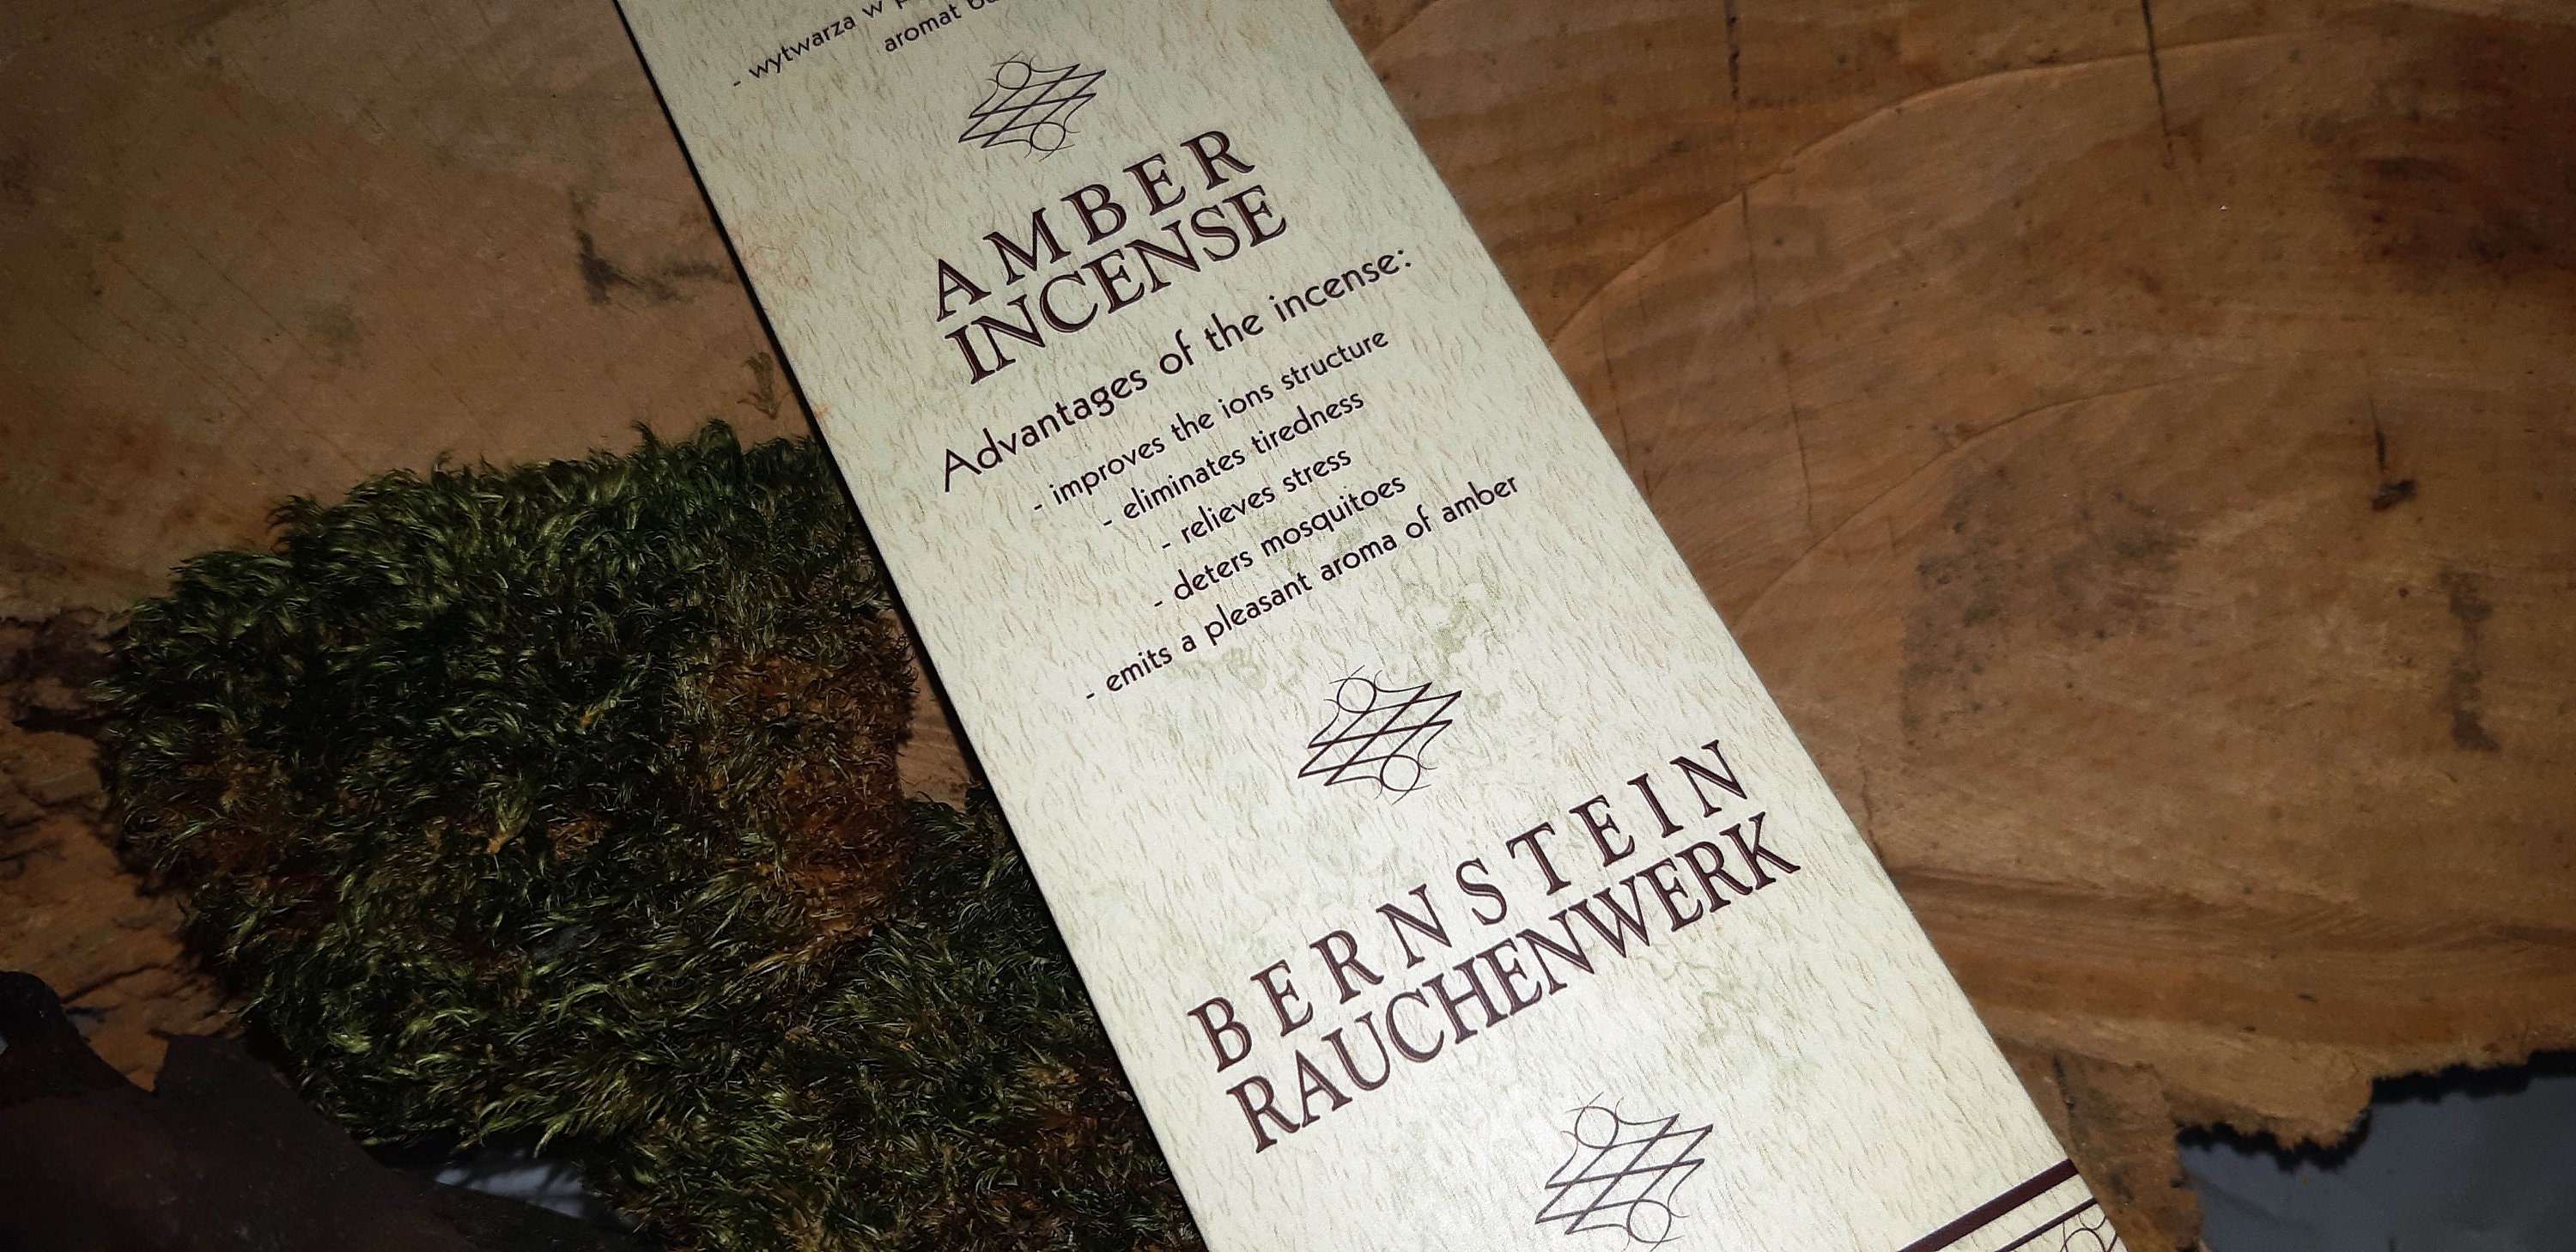 - wytwarza w
aromat
AMBER
INCENSE
Advantages of the incense:
- improves the ions structure
- eliminates tiredness
- relieves stress
- deters mosquitoes
- emits a pleasant aroma of amber
BERNSTEIN
RAUCHENWERK